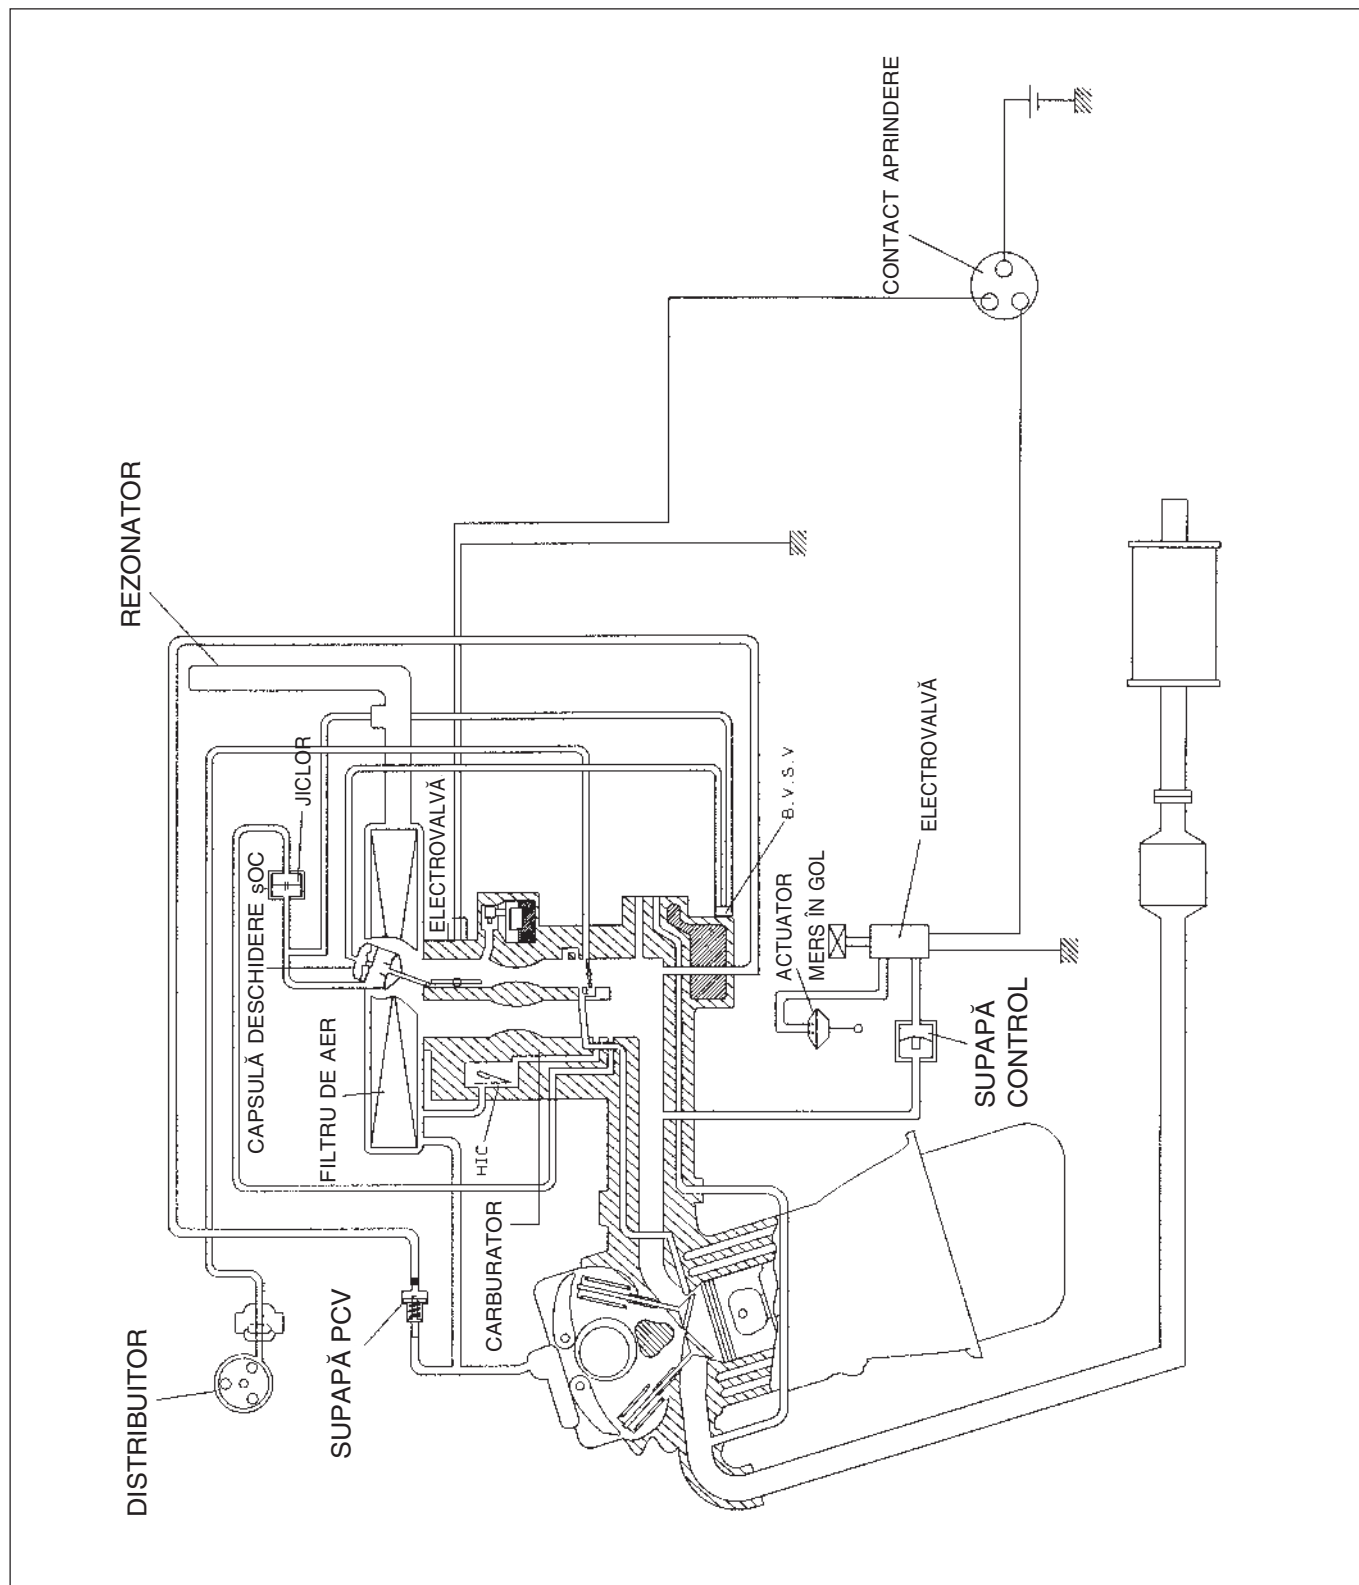 DISTRIBUITOR
REZONATOR
SUPAPĂ PCV
CAPSULĂ DESCHIDERE șOC
JICLOR
FILTRU DE AER
ELECTROVALVĂ
HIC
CARBURATOR
B.V.S.V
ACTUATOR
MERS ÎN GOL
ELECTROVALVĂ
SUPAPĂ
CONTROL
CONTACT APRINDERE